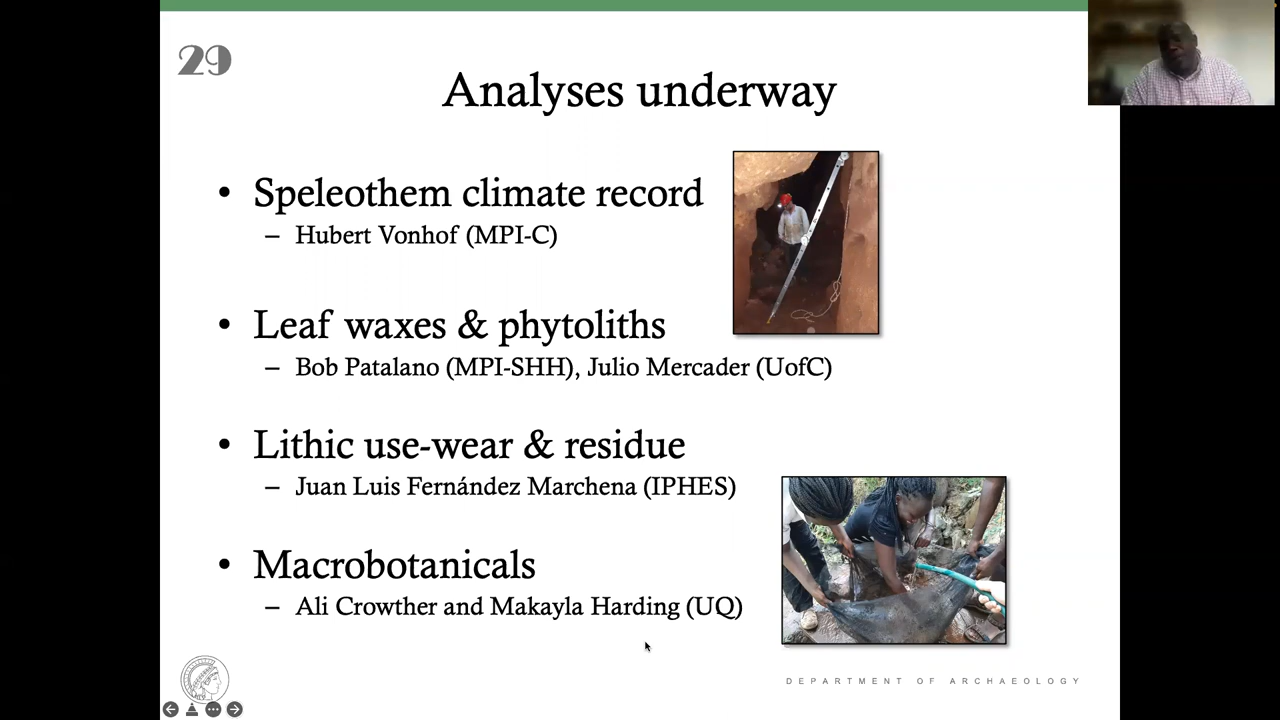 29
Analyses underway
• Speleothem climate record
– Hubert Vonhof (MPI-C)
• Leaf waxes & phytoliths
– Bob Patalano (MPI-SHH), Julio Mercader (UofC)
• Lithic use-wear & residue
– Juan Luis Fernández Marchena (IPHES)
• Macrobotanicals
– Ali Crowther and Makayla Harding (UQ)
DEPARTMENT OF ARCHAEOLOGY